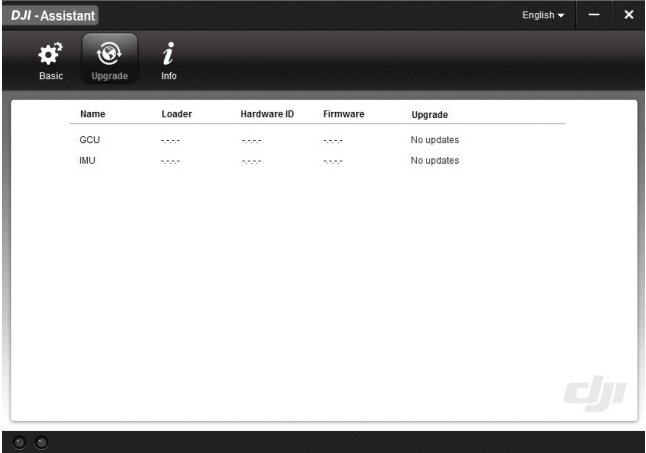 DJI - Assistant English
Basic Upgrade Info
Name Loader Hardware ID Firmware Upgrade
GCU -.-.-.- -.-.-.- -.-.-.- No updates
IMU -.-.-.- -.-.-.- -.-.-.- No updates
dji